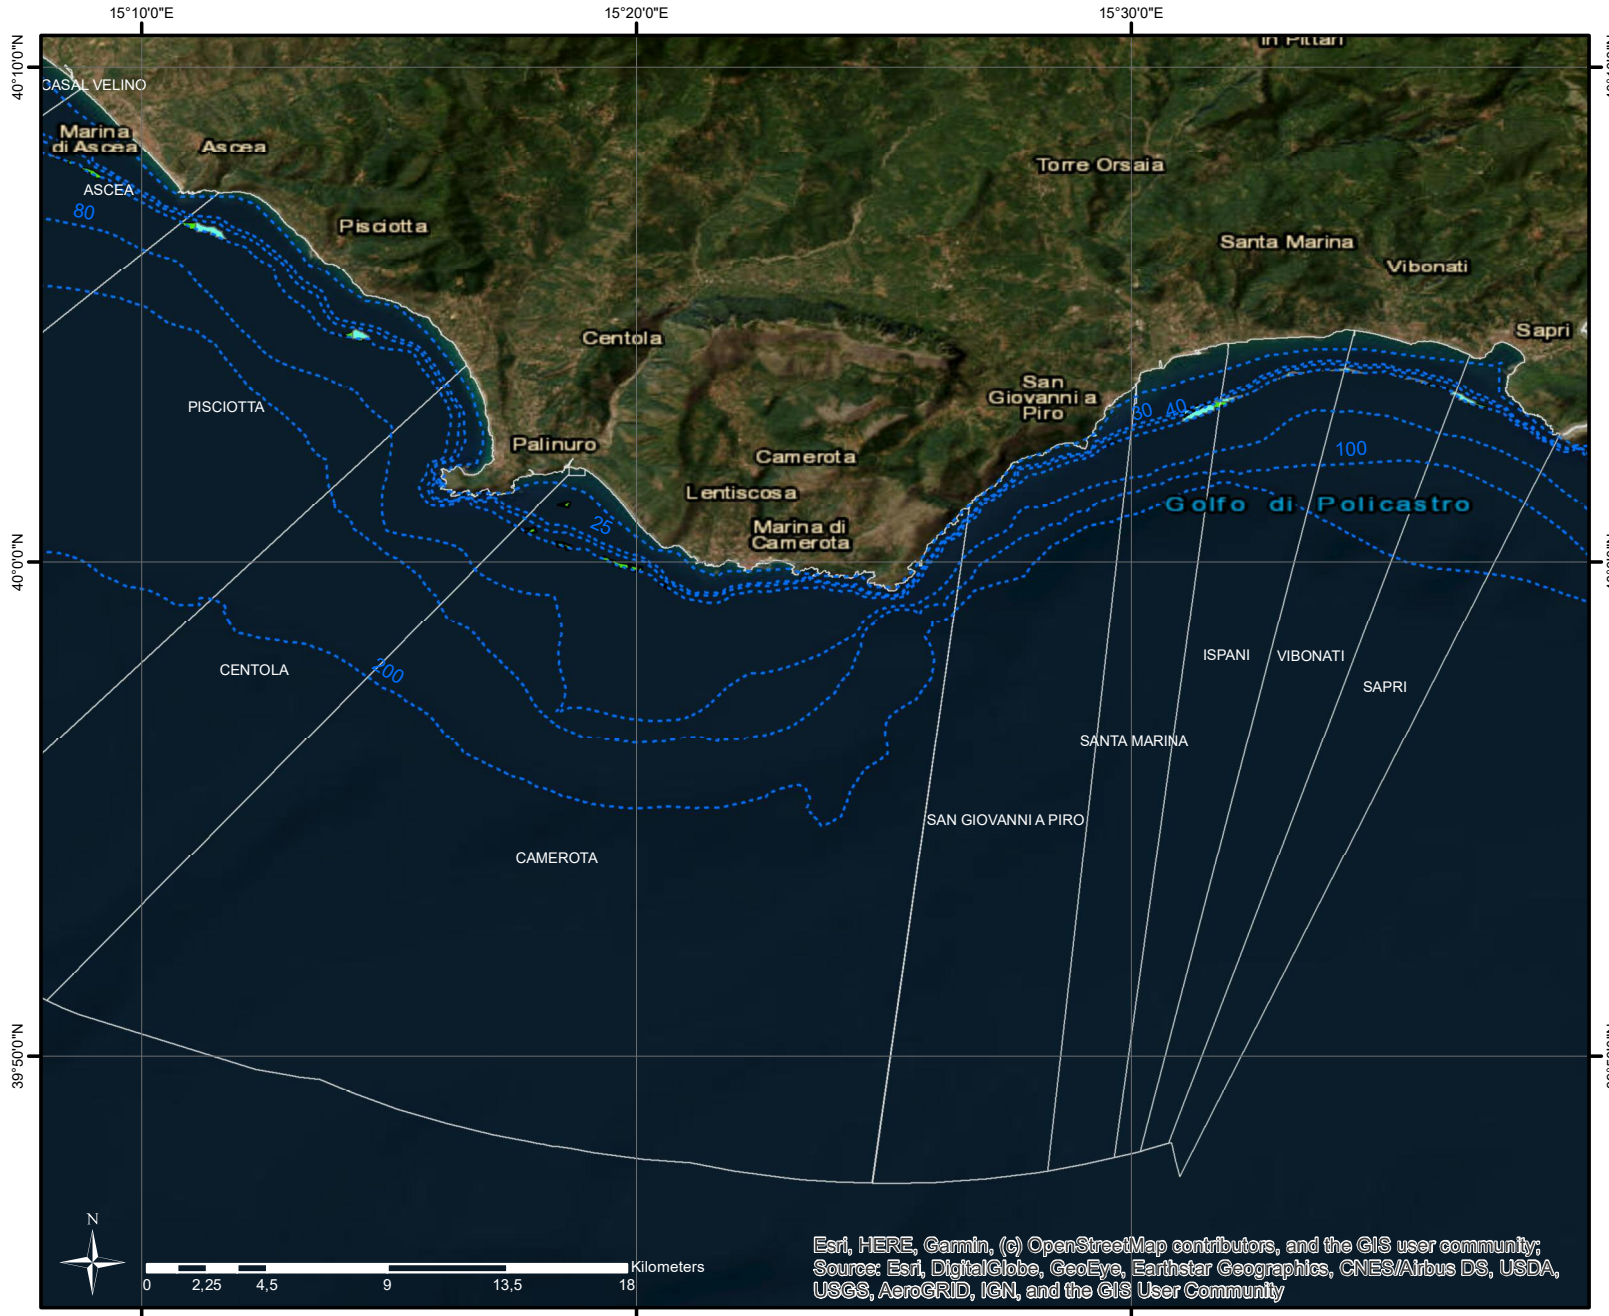 15°10'0"E
15°20'0"E
15°30'0"E
40°10'0"N
40°0'0"N
39°50'0"N
CASAL VELINO
Marina
di Ascea
Ascea
ASCEA
80
Pisciotta
PISCIOTTA
Torre Orsaia
in Pittari
Santa Marina
Vibonati
Sapri
Centola
San
Giovanni a
Piro
30
40
100
Palinuro
Camerota
Lentiscosa
Marina di
Camerota
25
Golfo di Policastro
CENTOLA
200
ISPANI
VIBONATI
SAPRI
SANTA MARINA
SAN GIOVANNI A PIRO
CAMEROTA
N
0 2,25 4,5 9 13,5 18
Kilometers
Esri, HERE, Garmin, (c) OpenStreetMap contributors, and the GIS user community;
Source: Esri, DigitalGlobe, GeoEye, Earthstar Geographics, CNES/Airbus DS, USDA,
USGS, AeroGRID, IGN, and the GIS User Community